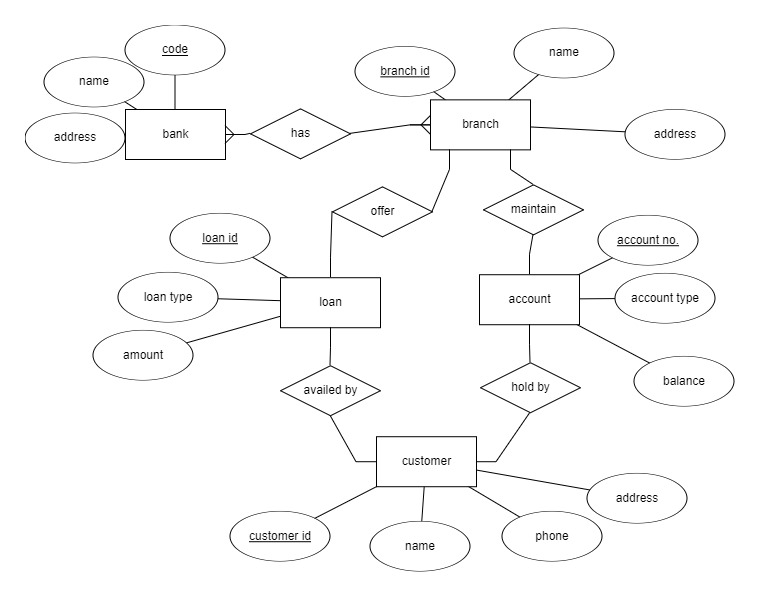 code
name
address
bank
has
branch id
branch
name
address
offer
maintain
loan id
loan type
amount
loan
account
account no.
account type
balance
availed by
hold by
customer
customer id
name
phone
address